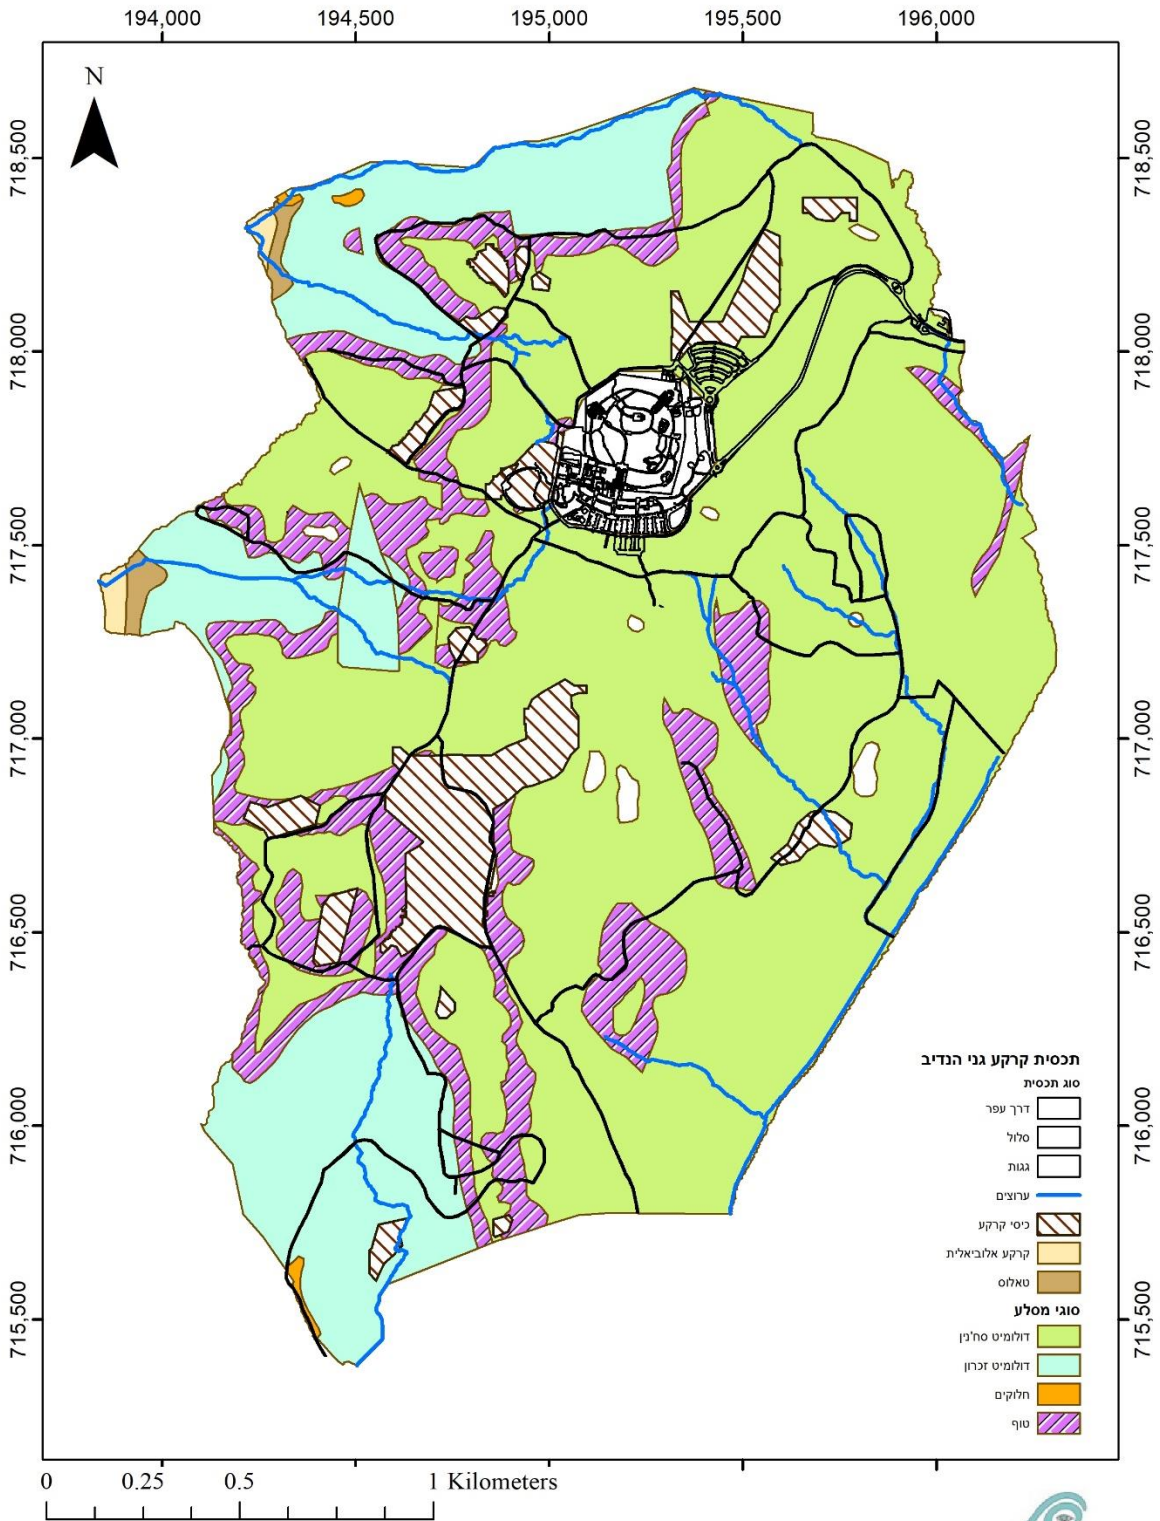 194,000 194,500 195,000 195,500 196,000
N
718,500 718,500
718,000 718,000
717,500 717,500
717,000 717,000
716,500 716,500
716,000 716,000
715,500 715,500
תכסית קרקע גני הנדיב
סוג תכסית
דרך עפר
סלול
גגות
ערוצים
כיסי קרקע
קרקע אלוביאלית
טאלוס
סוגי מסלע
דולומיט סח'נין
דולומיט זכרון
חלוקים
טוף
0 0.25 0.5 1 Kilometers